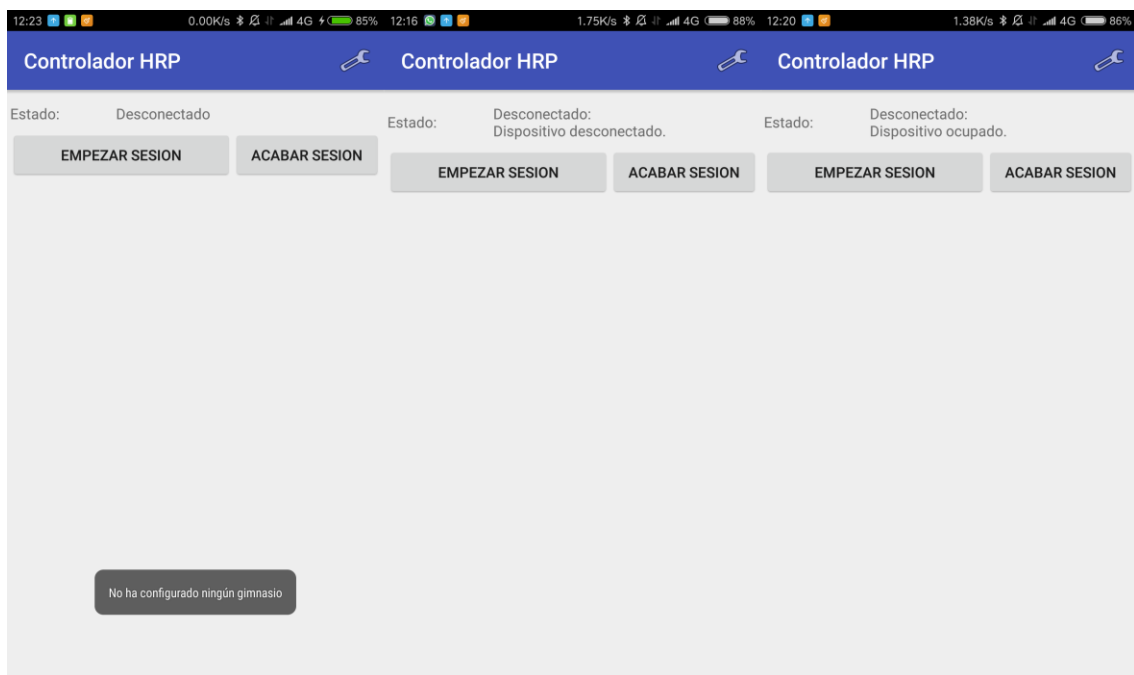 12:23 0.00K/s 4G 85%
Controlador HRP
Estado: Desconectado
EMPEZAR SESION ACABAR SESION
No ha configurado ningún gimnasio
12:16 1.75K/s 4G 88%
Controlador HRP
Estado: Desconectado:
Dispositivo desconectado.
EMPEZAR SESION ACABAR SESION
12:20 1.38K/s 4G 86%
Controlador HRP
Estado: Desconectado:
Dispositivo ocupado.
EMPEZAR SESION ACABAR SESION